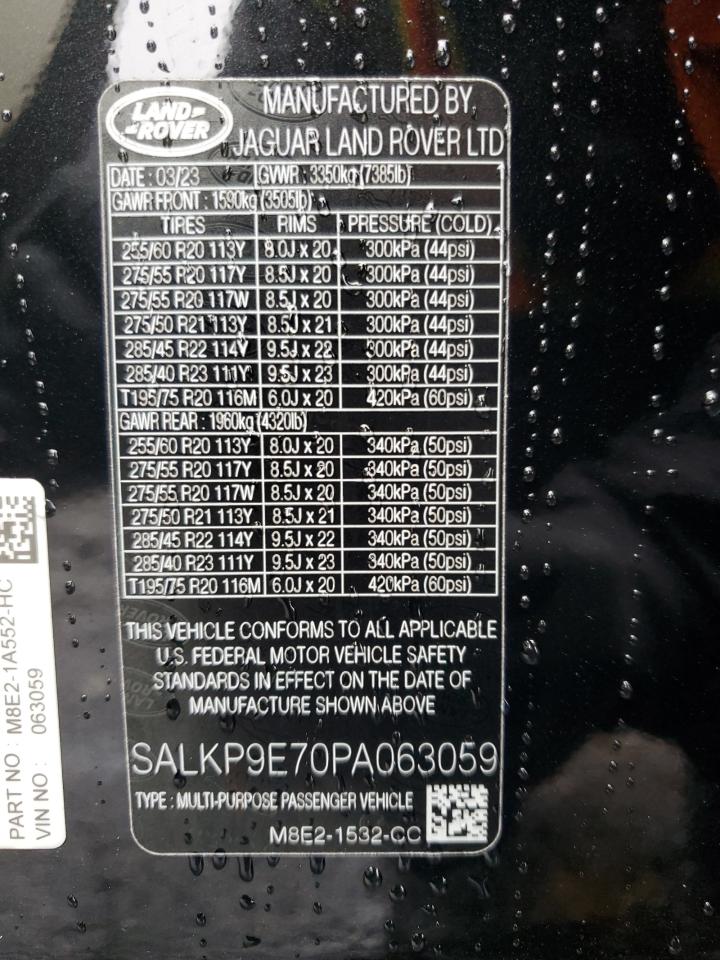 LAND
ROVER
MANUFACTURED BY
JAGUAR LAND ROVER LTD
DATE : 03/23 GVWR : 3350kg (7385lb)
GAWR FRONT : 1590kg (3505lb)
TIRES RIMS PRESSURE (COLD)
255/60 R20 113Y 8.0J x 20 300kPa (44psi)
275/55 R20 117Y 8.5J x 20 300kPa (44psi)
275/55 R20 117W 8.5J x 20 300kPa (44psi)
275/50 R21 113Y 8.5J x 21 300kPa (44psi)
285/45 R22 114Y 9.5J x 22 300kPa (44psi)
285/40 R23 111Y 9.5J x 23 300kPa (44psi)
T195/75 R20 116M 6.0J x 20 420kPa (60psi)
GAWR REAR : 1960kg (4320lb)
255/60 R20 113Y 8.0J x 20 340kPa (50psi)
275/55 R20 117Y 8.5J x 20 340kPa (50psi)
275/55 R20 117W 8.5J x 20 340kPa (50psi)
275/50 R21 113Y 8.5J x 21 340kPa (50psi)
285/45 R22 114Y 9.5J x 22 340kPa (50psi)
285/40 R23 111Y 9.5J x 23 340kPa (50psi)
T195/75 R20 116M 6.0J x 20 420kPa (60psi)
THIS VEHICLE CONFORMS TO ALL APPLICABLE
U.S. FEDERAL MOTOR VEHICLE SAFETY
STANDARDS IN EFFECT ON THE DATE OF
MANUFACTURE SHOWN ABOVE
SALKP9E70PA063059
TYPE : MULTI-PURPOSE PASSENGER VEHICLE
M8E2-1532-CC
PART NO : M8E2-1A552-HC
VIN NO : 063059